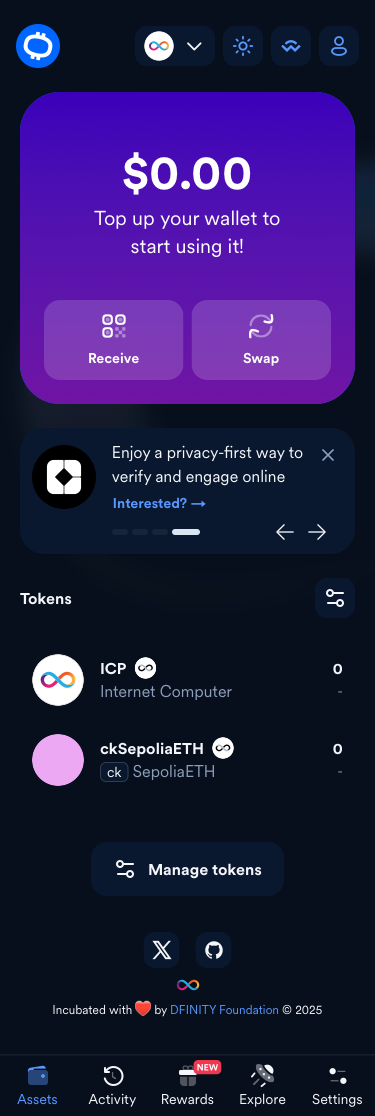 $0.00
Top up your wallet to
start using it!
Receive
Swap
Enjoy a privacy-first way to
verify and engage online
Interested? →
Tokens
ICP
0
Internet Computer
-
ckSepoliaETH
0
ck SepoliaETH
-
Manage tokens
Incubated with ❤️ by DFINITY Foundation © 2025
NEW
Assets
Activity
Rewards
Explore
Settings